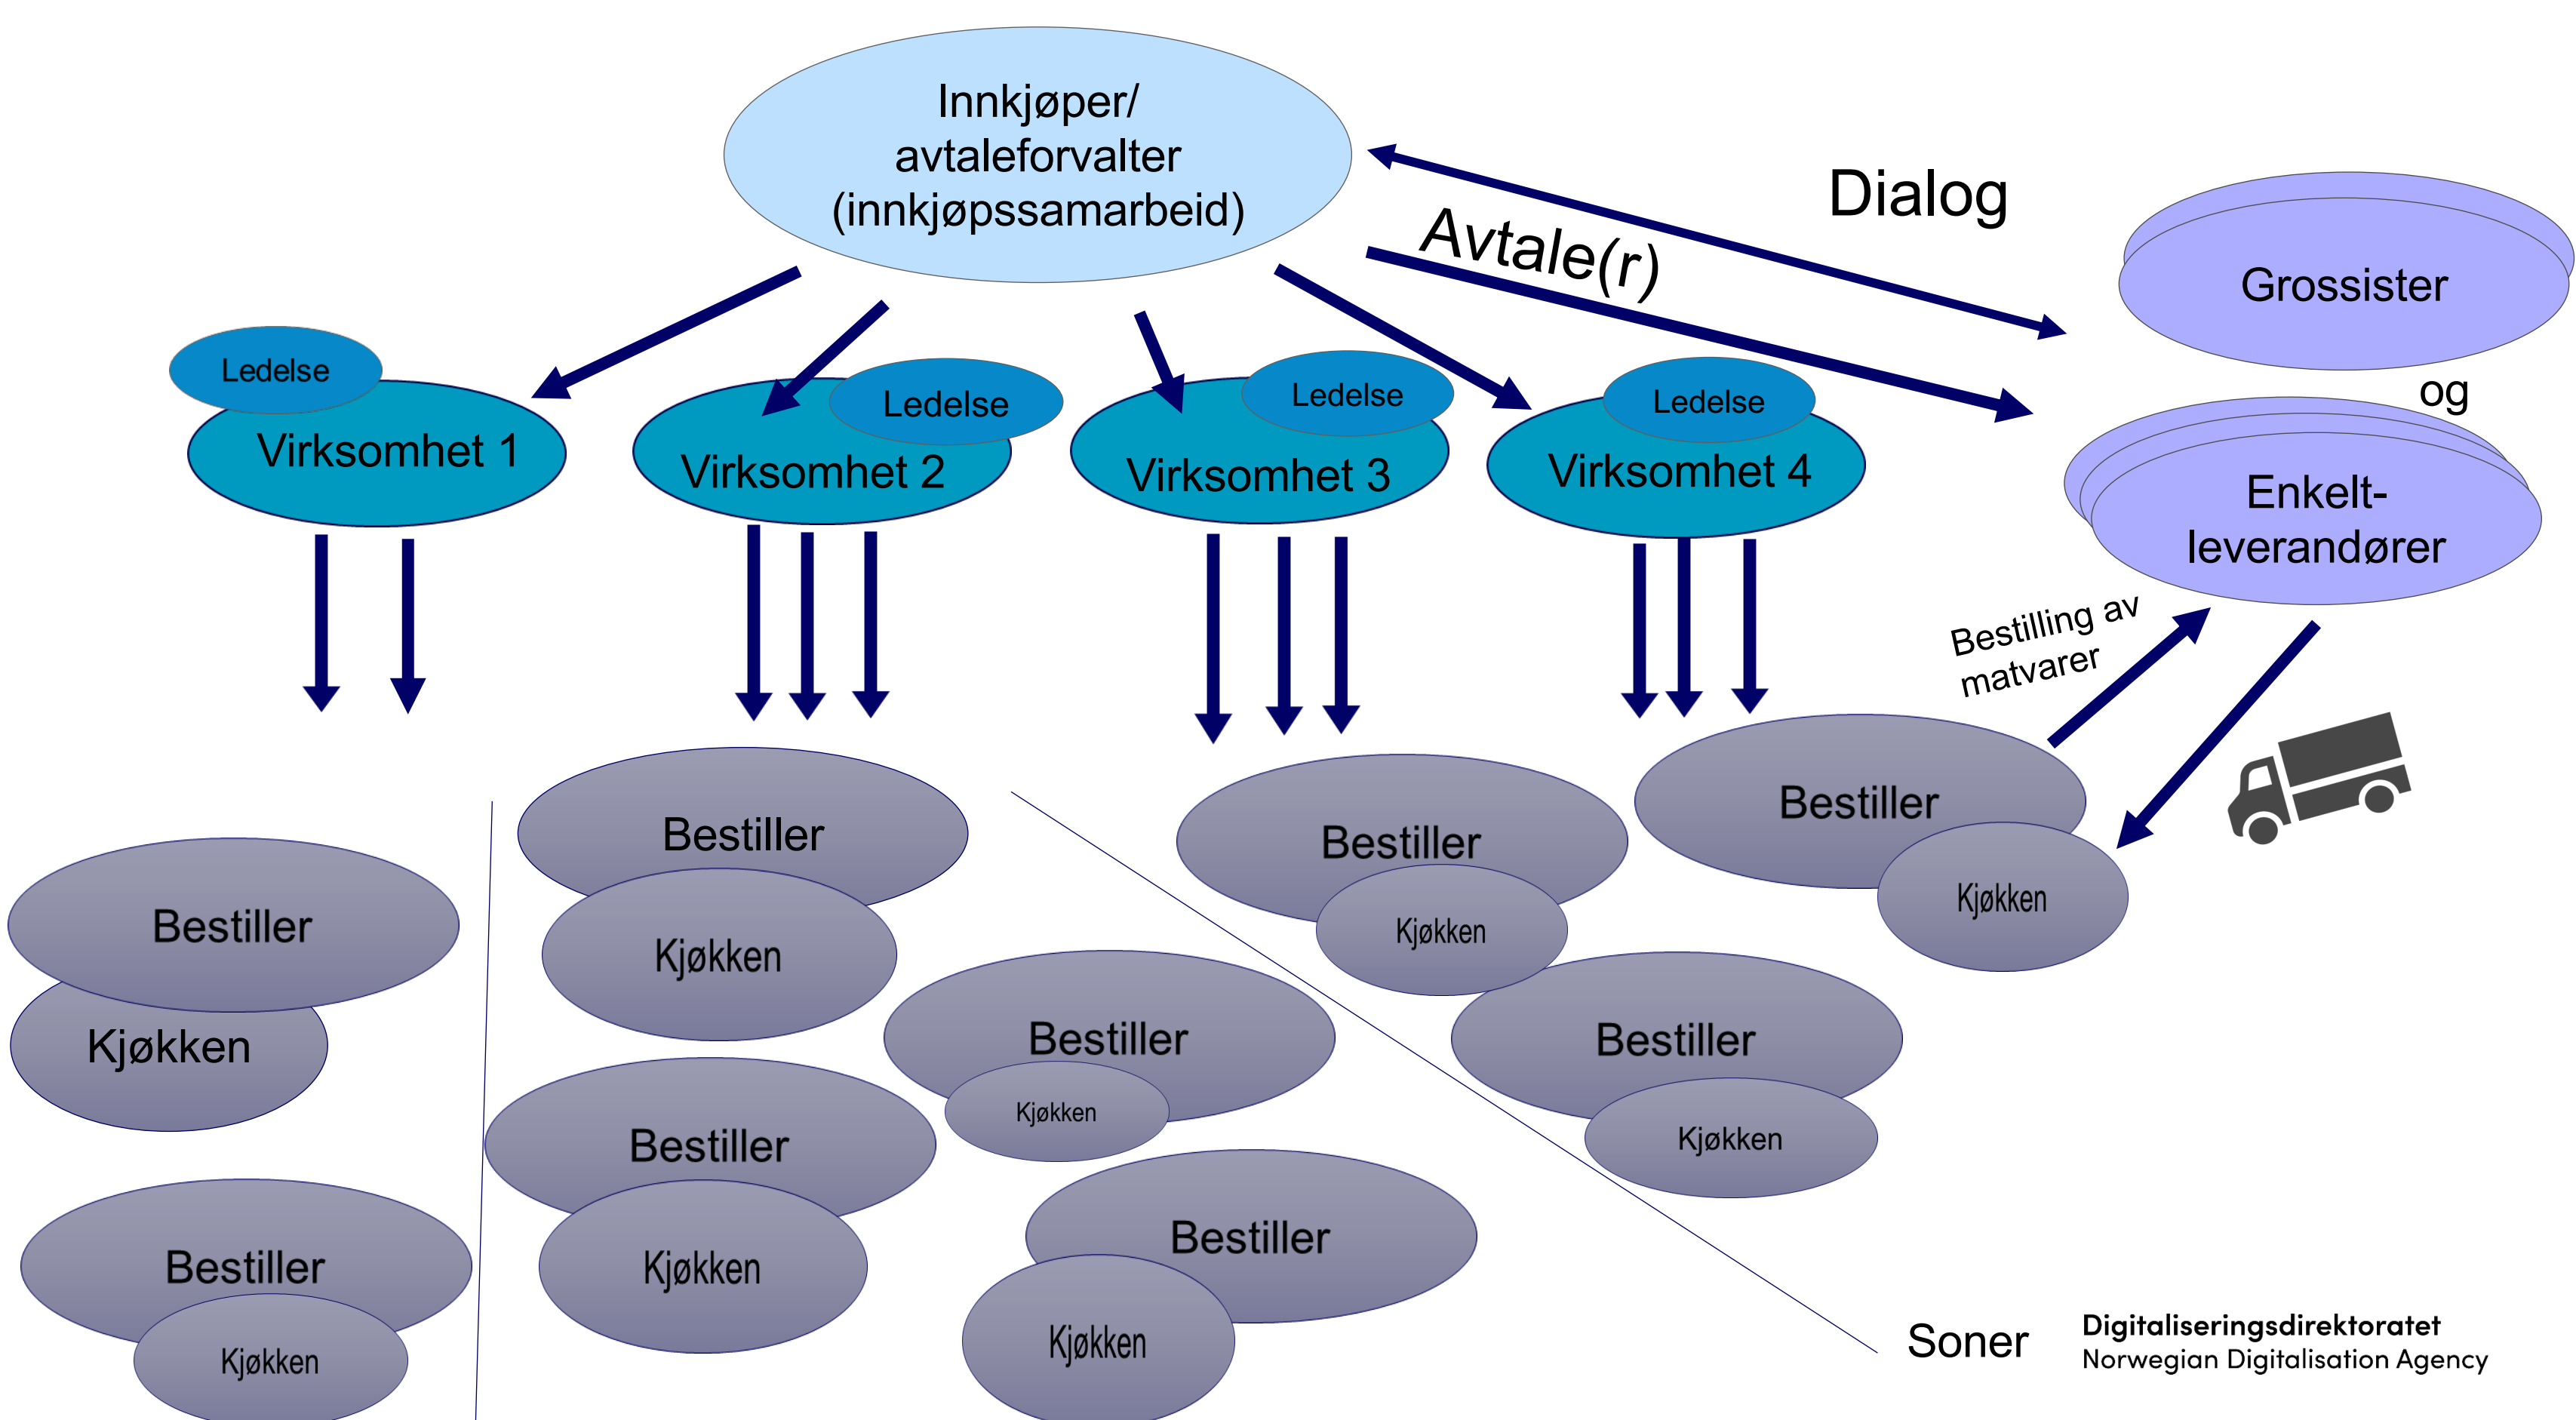 Innkjøper/
avtaleforvalter
(innkjøpssamarbeid)
Dialog
Avtale(r)
Grossister
og
Enkelt-
leverandører
Ledelse
Virksomhet 1
Ledelse
Virksomhet 2
Ledelse
Virksomhet 3
Ledelse
Virksomhet 4
Bestilling av
matvarer
Bestiller
Kjøkken
Bestiller
Kjøkken
Bestiller
Kjøkken
Bestiller
Kjøkken
Bestiller
Kjøkken
Bestiller
Kjøkken
Bestiller
Kjøkken
Bestiller
Kjøkken
Bestiller
Kjøkken
Soner
Digitaliseringsdirektoratet
Norwegian Digitalisation Agency